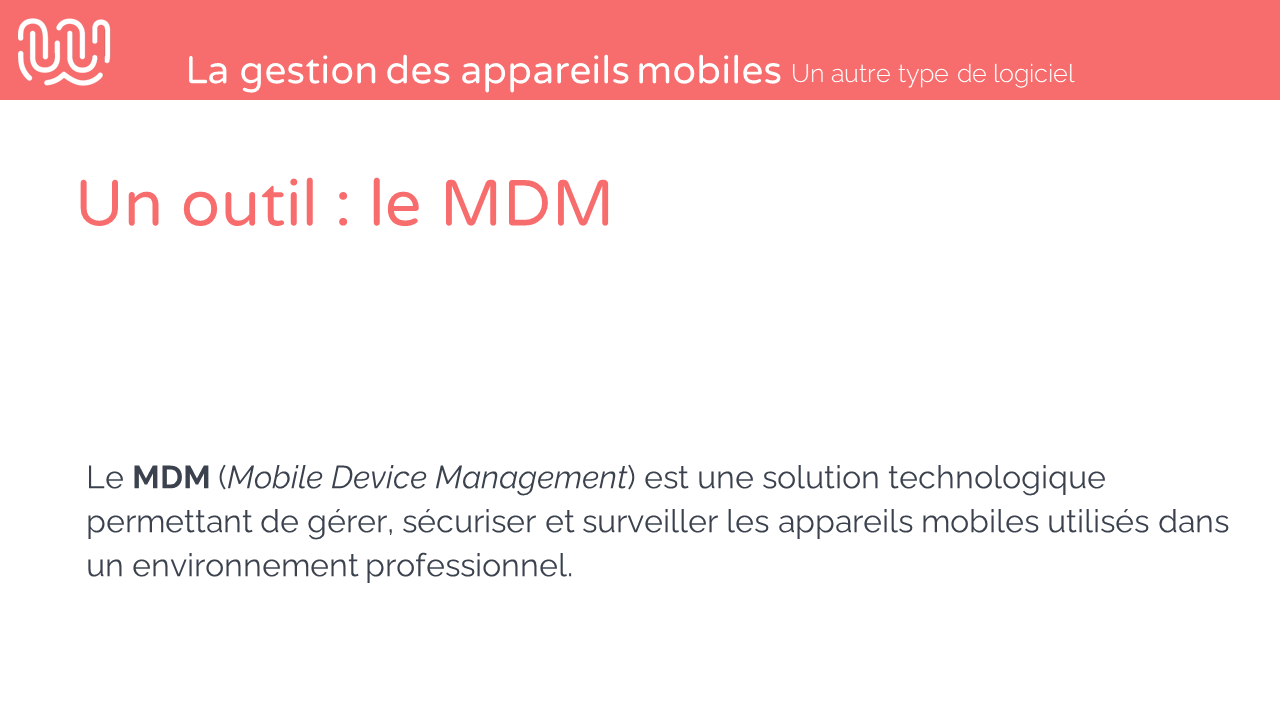 La gestion des appareils mobiles Un autre type de logiciel
Un outil : le MDM
Le MDM (Mobile Device Management) est une solution technologique
permettant de gérer, sécuriser et surveiller les appareils mobiles utilisés dans
un environnement professionnel.